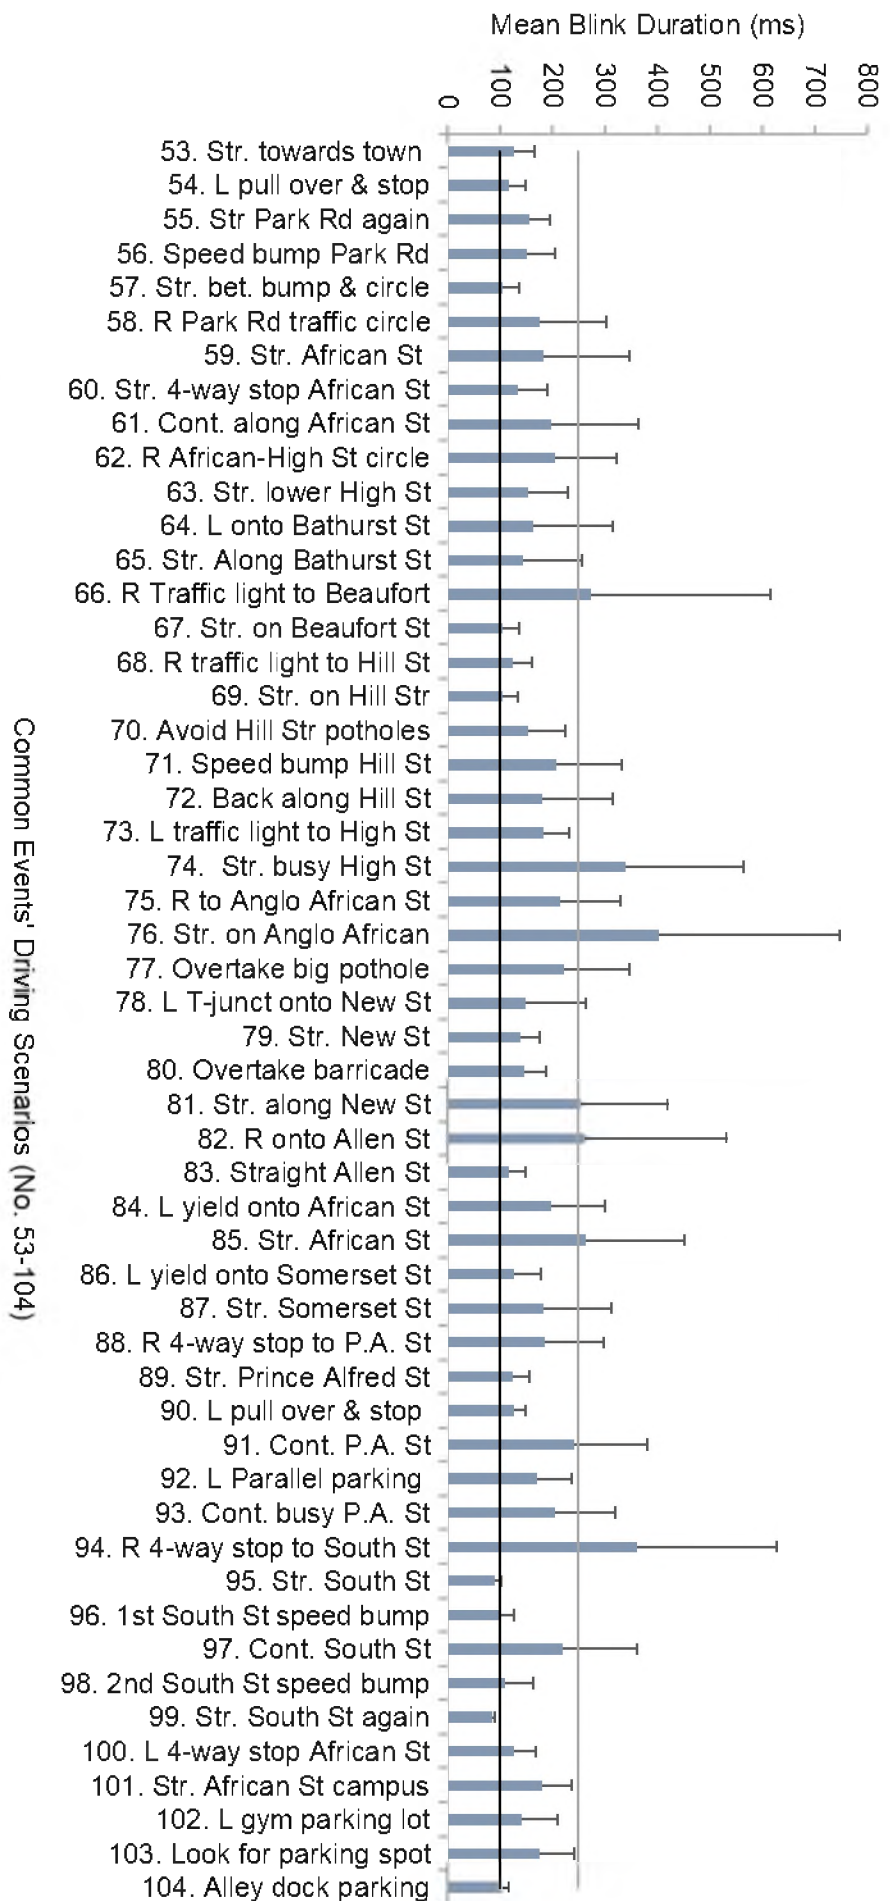 Mean Blink Duration (ms)
0
100
200
300
400
500
600
700
800
53. Str. towards town
54. L pull over & stop
55. Str Park Rd again
56. Speed bump Park Rd
57. Str. bet. bump & circle
58. R Park Rd traffic circle
59. Str. African St
60. Str. 4-way stop African St
61. Cont. along African St
62. R African-High St circle
63. Str. lower High St
64. L onto Bathurst St
65. Str. Along Bathurst St
66. R Traffic light to Beaufort
67. Str. on Beaufort St
68. R traffic light to Hill St
69. Str. on Hill Str
70. Avoid Hill Str potholes
71. Speed bump Hill St
72. Back along Hill St
73. L traffic light to High St
74. Str. busy High St
75. R to Anglo African St
76. Str. on Anglo African
77. Overtake big pothole
78. L T-junct onto New St
79. Str. New St
80. Overtake barricade
81. Str. along New St
82. R onto Allen St
83. Straight Allen St
84. L yield onto African St
85. Str. African St
86. L yield onto Somerset St
87. Str. Somerset St
88. R 4-way stop to P.A. St
89. Str. Prince Alfred St
90. L pull over & stop
91. Cont. P.A. St
92. L Parallel parking
93. Cont. busy P.A. St
94. R 4-way stop to South St
95. Str. South St
96. 1st South St speed bump
97. Cont. South St
98. 2nd South St speed bump
99. Str. South St again
100. L 4-way stop African St
101. Str. African St campus
102. L gym parking lot
103. Look for parking spot
104. Alley dock parking
Common Events' Driving Scenarios (No. 53-104)